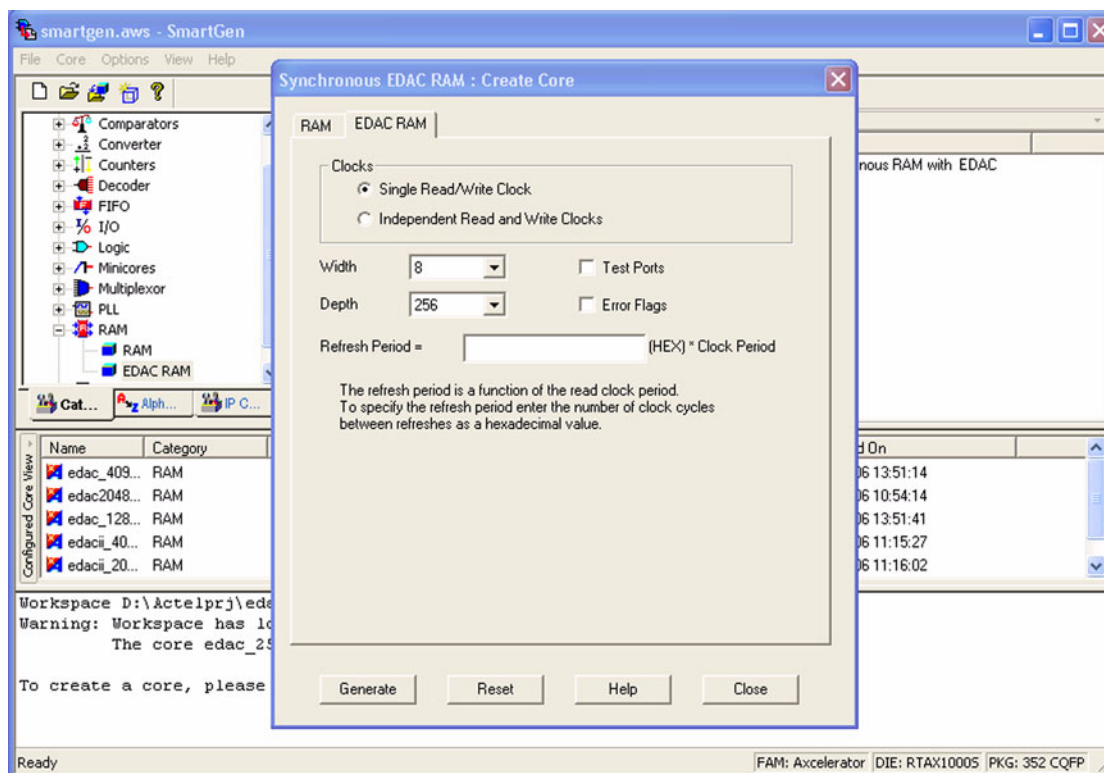 smartgen.aws - SmartGen
File Core Options View Help
Comparators
Converter
Counters
Decoder
FIFO
I/O
Logic
Minicores
Multiplexor
PLL
RAM
RAM
EDAC RAM
Cat... Alph... IP C...
Synchronous EDAC RAM : Create Core
RAM EDAC RAM
Clocks
Single Read/Write Clock
Independent Read and Write Clocks
Width 8 Test Ports
Depth 256 Error Flags
Refresh Period = (HEX) * Clock Period
The refresh period is a function of the read clock period.
To specify the refresh period enter the number of clock cycles
between refreshes as a hexadecimal value.
Generate Reset Help Close
nous RAM with EDAC
Configured Core View
Name Category d On
edac_409... RAM 06 13:51:14
edac2048... RAM 06 10:54:14
edac_128... RAM 06 13:51:41
edacii_40... RAM 06 11:15:27
edacii_20... RAM 06 11:16:02
Workspace D:\Actelprj\eda
Warning: Workspace has lo
The core edac_25
To create a core, please
Ready FAM: Axcelerator DIE: RTAX1000S PKG: 352 CQFP